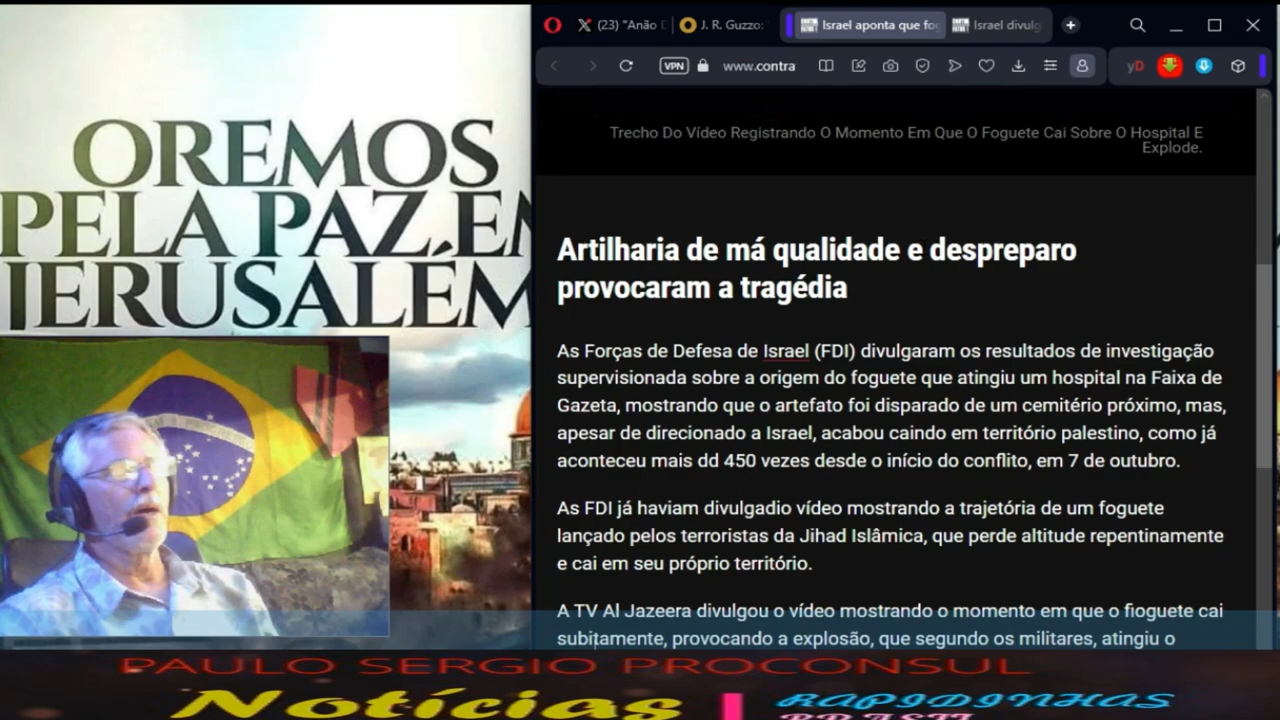 OREMOS
PELA PAZ EM
JERUSALÉM
(23) "Anão D
J. R. Guzzo:
Israel aponta que fog
Israel divulg
VPN
www.contra
yD
Trecho Do Vídeo Registrando O Momento Em Que O Foguete Cai Sobre O Hospital E
Explode.
Artilharia de má qualidade e despreparo
provocaram a tragédia
As Forças de Defesa de Israel (FDI) divulgaram os resultados de investigação
supervisionada sobre a origem do foguete que atingiu um hospital na Faixa de
Gazeta, mostrando que o artefato foi disparado de um cemitério próximo, mas,
apesar de direcionado a Israel, acabou caindo em território palestino, como já
aconteceu mais dd 450 vezes desde o início do conflito, em 7 de outubro.
As FDI já haviam divulgadio vídeo mostrando a trajetória de um foguete
lançado pelos terroristas da Jihad Islâmica, que perde altitude repentinamente
e cai em seu próprio território.
A TV Al Jazeera divulgou o vídeo mostrando o momento em que o fioguete cai
subitamente, provocando a explosão, que segundo os militares, atingiu o
PAULO SERGIO PROCONSUL
Notícias
RAPIDINHAS
BRASIL